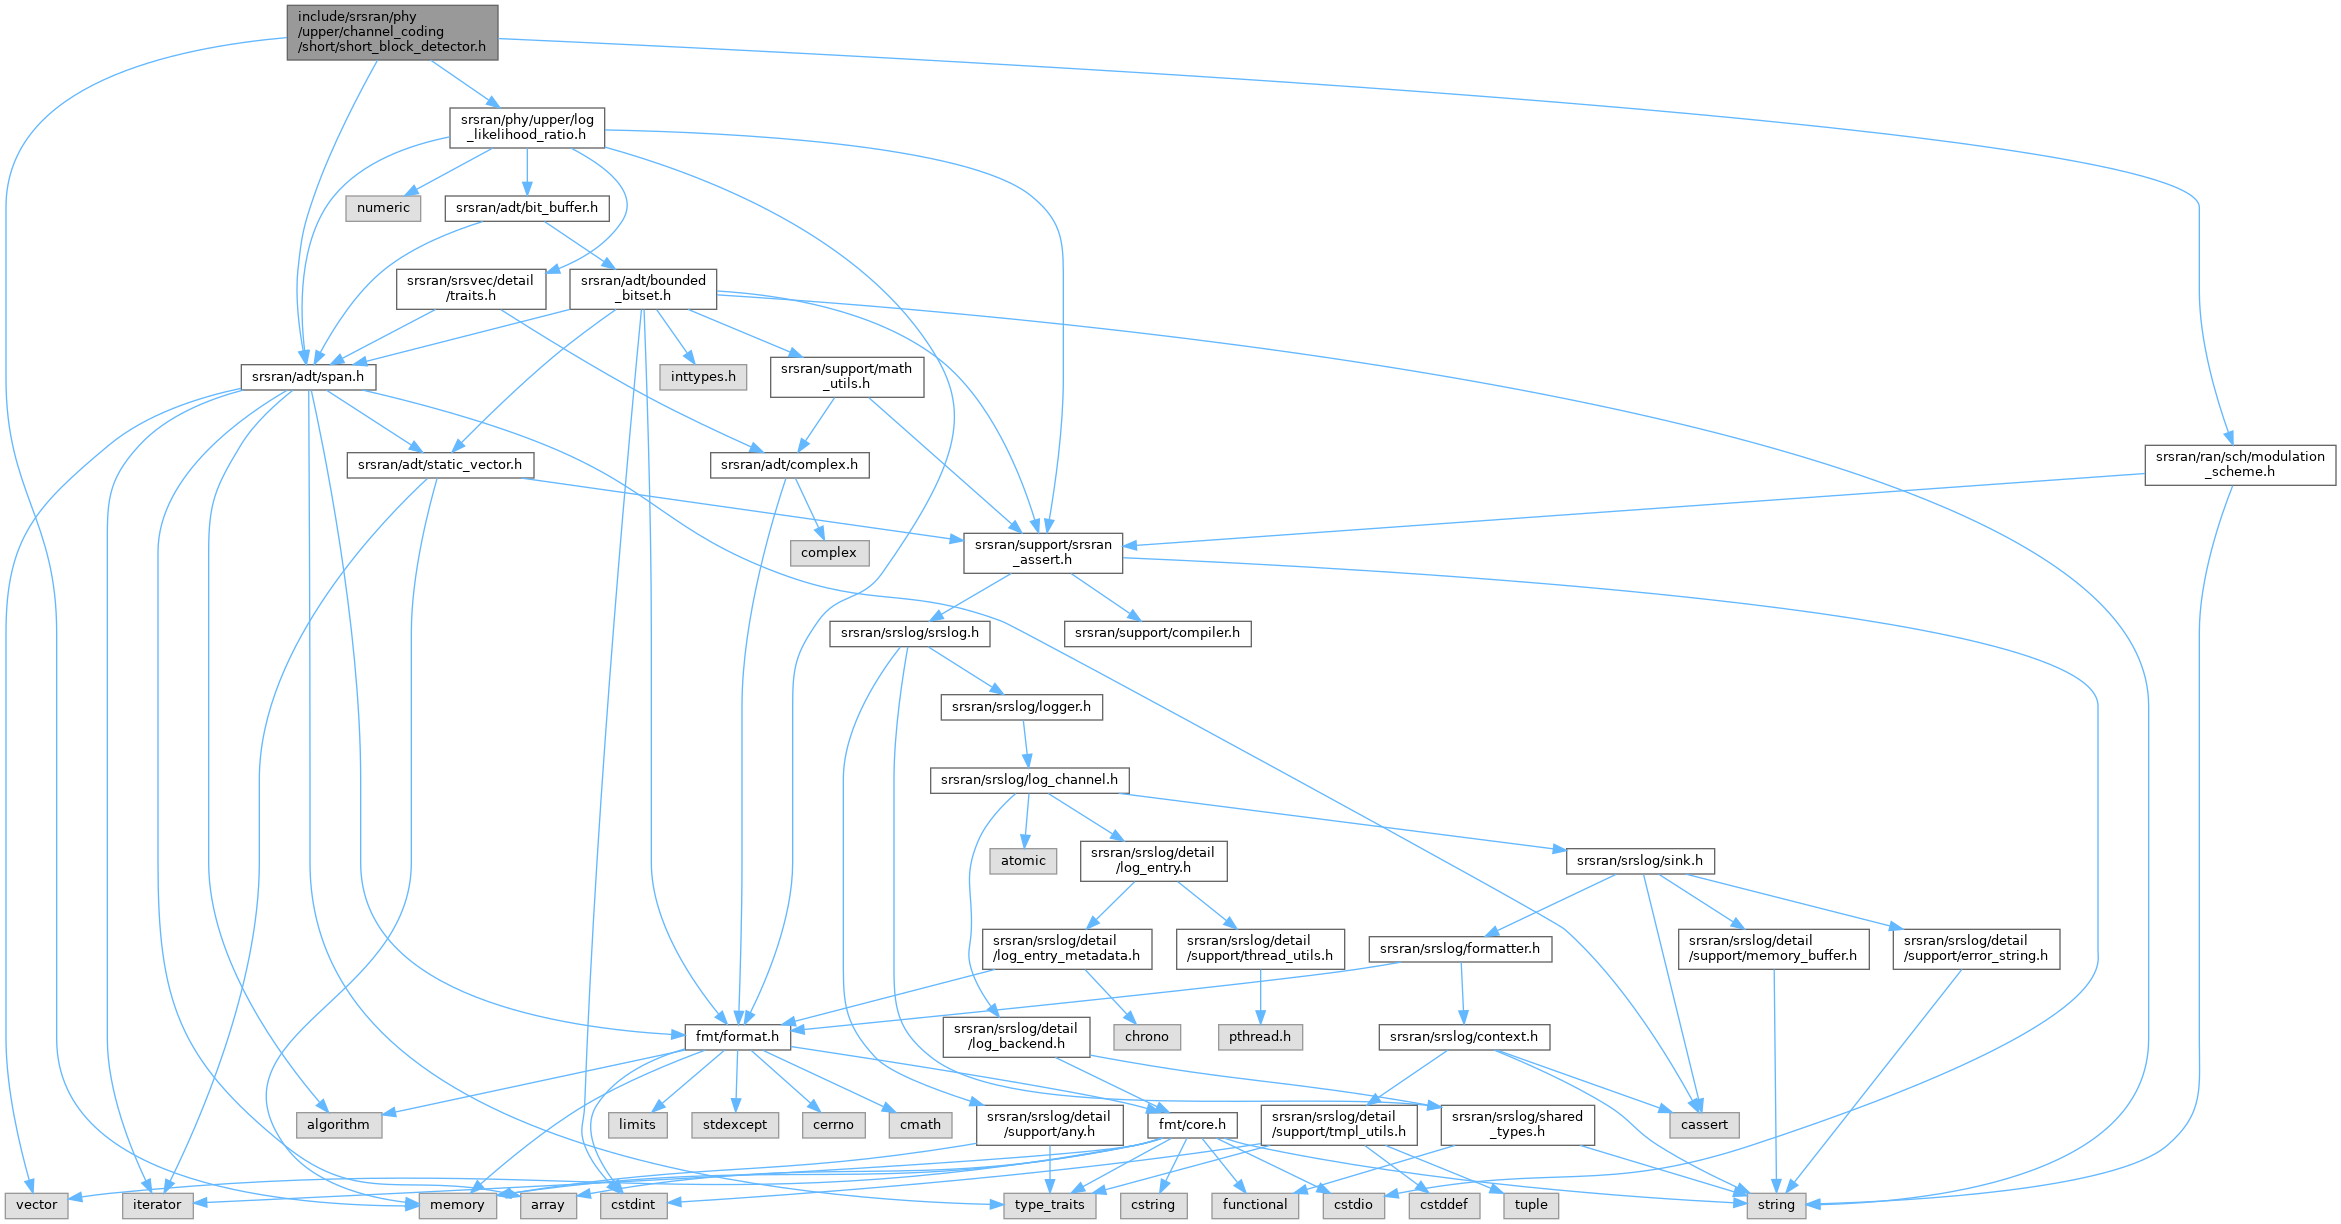 include/srsran/phy
/upper/channel_coding
/short/short_block_detector.h
srsran/phy/upper/log
_likelihood_ratio.h
numeric
srsran/adt/bit_buffer.h
srsran/srsvec/detail
/traits.h
srsran/adt/bounded
_bitset.h
srsran/adt/span.h
inttypes.h
srsran/support/math
_utils.h
srsran/adt/static_vector.h
srsran/adt/complex.h
srsran/ran/sch/modulation
_scheme.h
complex
srsran/support/srsran
_assert.h
srsran/srslog/srslog.h
srsran/support/compiler.h
srsran/srslog/logger.h
srsran/srslog/log_channel.h
atomic
srsran/srslog/detail
/log_entry.h
srsran/srslog/sink.h
srsran/srslog/detail
/log_entry_metadata.h
srsran/srslog/detail
/support/thread_utils.h
srsran/srslog/formatter.h
srsran/srslog/detail
/support/memory_buffer.h
srsran/srslog/detail
/support/error_string.h
fmt/format.h
srsran/srslog/detail
/log_backend.h
chrono
pthread.h
srsran/srslog/context.h
algorithm
limits
stdexcept
cerrno
cmath
srsran/srslog/detail
/support/any.h
fmt/core.h
srsran/srslog/detail
/support/tmpl_utils.h
srsran/srslog/shared
_types.h
cassert
vector
iterator
memory
array
cstdint
type_traits
cstring
functional
cstdio
cstddef
tuple
string